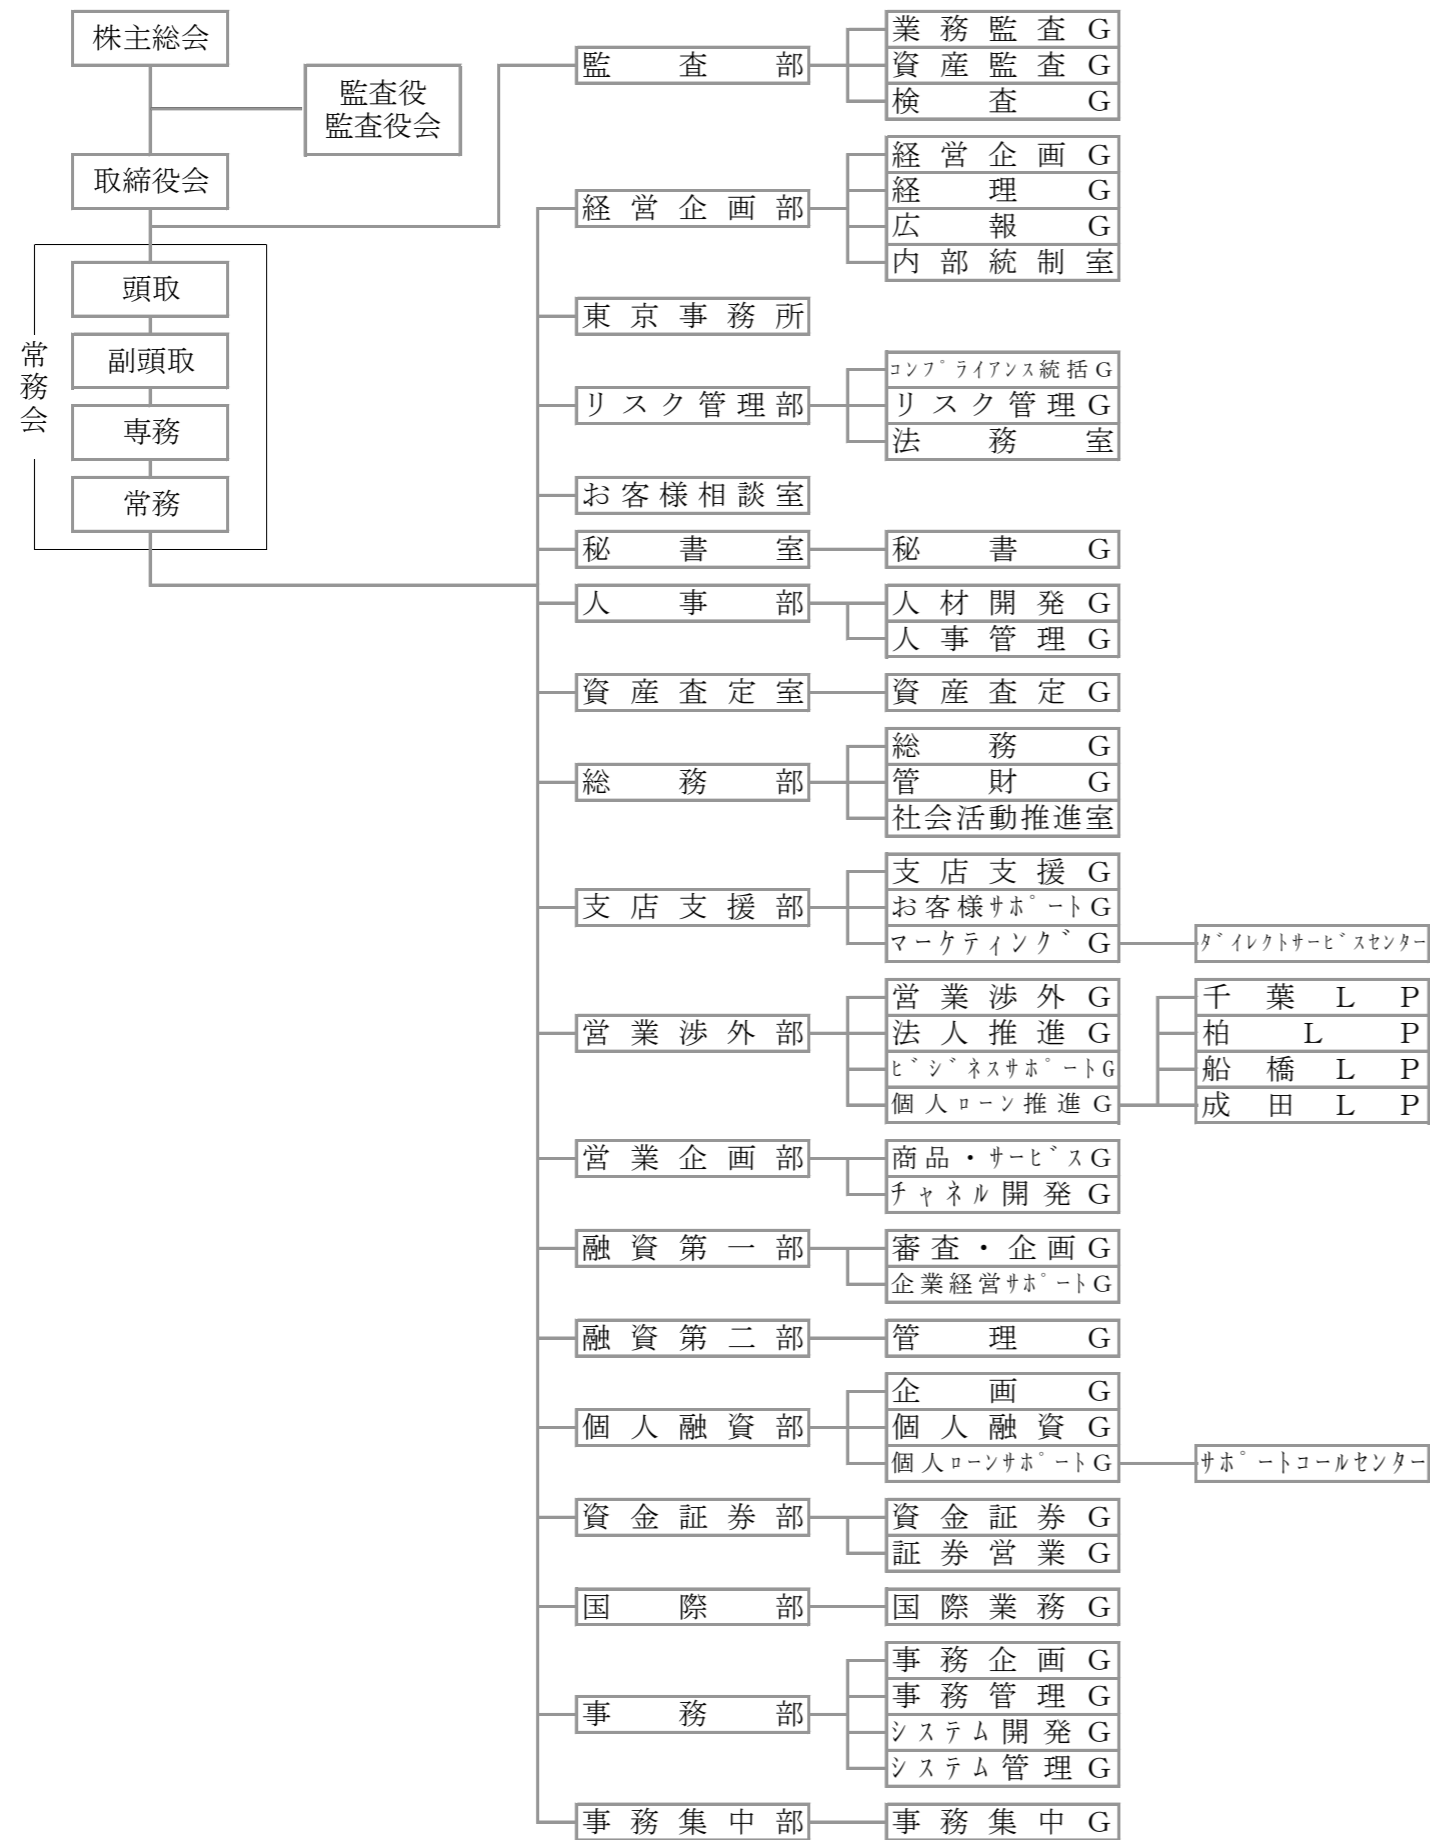 株主総会
監査役
監査役会
取締役会
常務会
頭取
副頭取
専務
常務
監査部
業務監査G
資産監査G
検査G
経営企画部
経営企画G
経理G
広報G
内部統制室
東京事務所
リスク管理部
コンプライアンス統括G
リスク管理G
法務室
お客様相談室
秘書室
秘書G
人事部
人材開発G
人事管理G
資産査定室
資産査定G
総務部
総務G
管財G
社会活動推進室
支店支援部
支店支援G
お客様サポートG
マーケティングG
ダイレクトサービスセンター
営業渉外部
営業渉外G
法人推進G
ビジネスサポートG
個人ローン推進G
千葉LP
柏LP
船橋LP
成田LP
営業企画部
商品・サービスG
チャネル開発G
融資第一部
審査・企画G
企業経営サポートG
融資第二部
管理G
個人融資部
企画G
個人融資G
個人ローンサポートG
サポートコールセンター
資金証券部
資金証券G
証券営業G
国際部
国際業務G
事務部
事務企画G
事務管理G
システム開発G
システム管理G
事務集中部
事務集中G